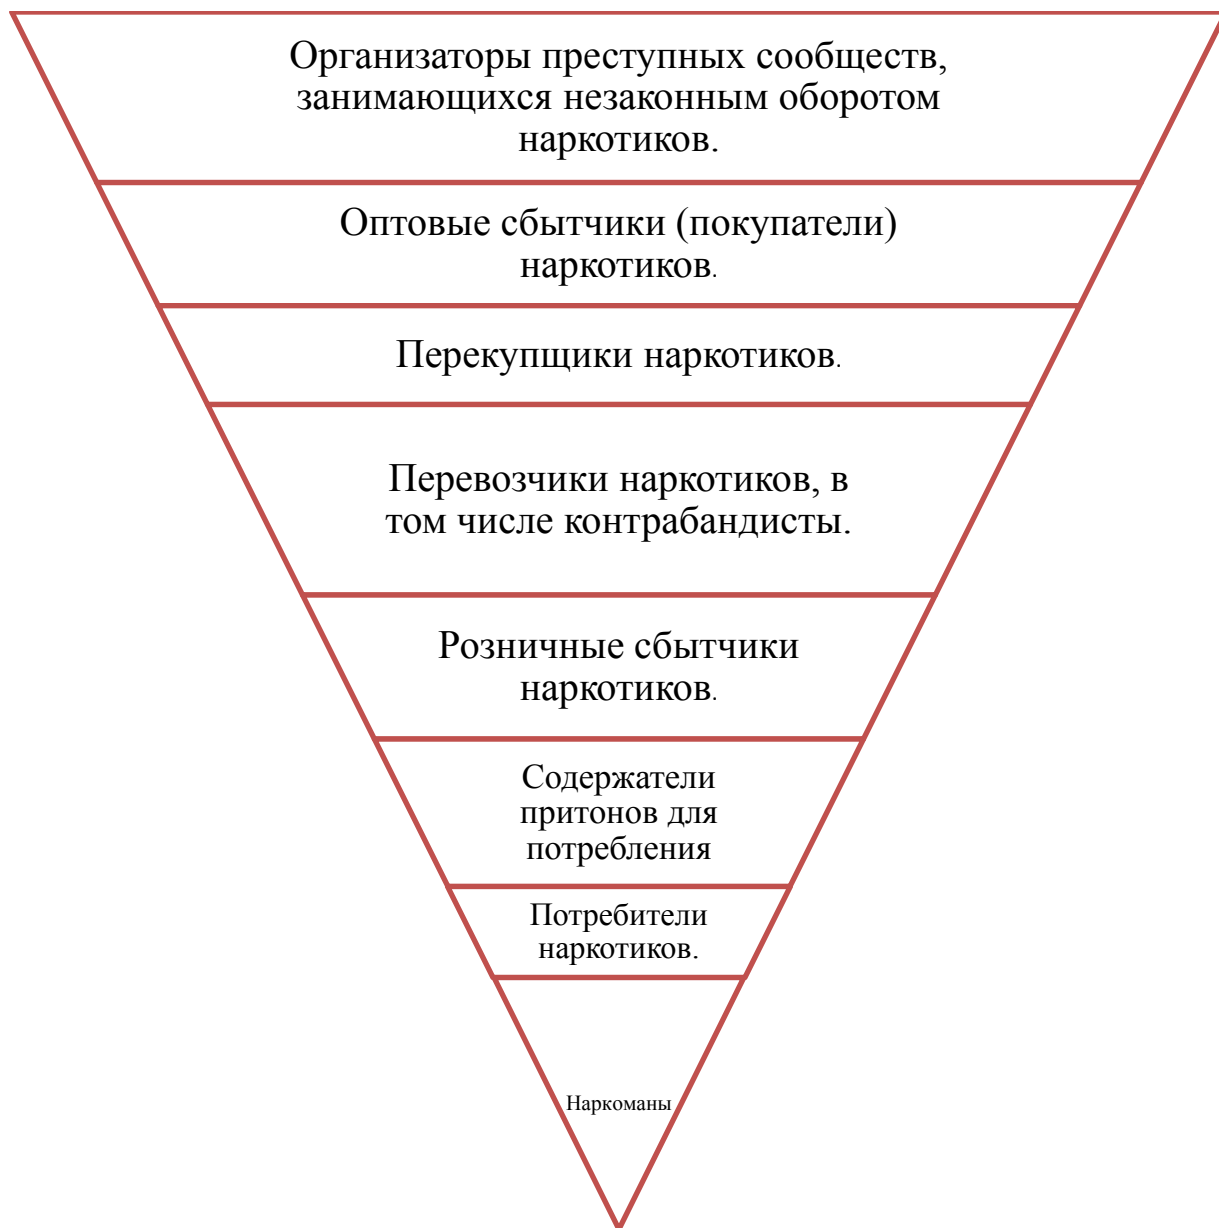 Организаторы преступных сообществ,
занимающихся незаконным оборотом
наркотиков.
Оптовые сбытчики (покупатели)
наркотиков.
Перекупщики наркотиков.
Перевозчики наркотиков, в
том числе контрабандисты.
Розничные сбытчики
наркотиков.
Содержатели
притонов для
потребления
Потребители
наркотиков.
Наркоманы